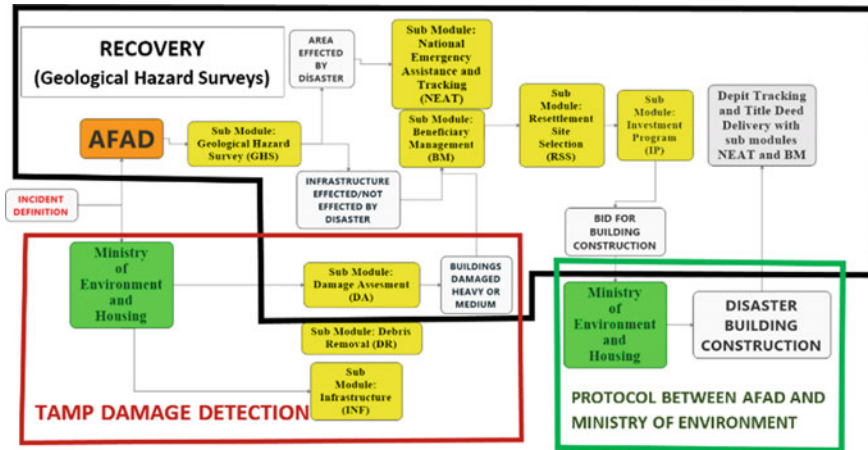 RECOVERY
(Geological Hazard Surveys)
AREA
EFFECTED
BY
DİSASTER
Sub Module:
National
Emergency
Assistance and
Tracking
(NEAT)
AFAD
Sub Module:
Geological Hazard
Survey (GHS)
Sub Module:
Beneficiary
Management (BM)
Sub
Module:
Resettlement
Site
Selection (RSS)
Sub
Module:
Investment
Program
(IP)
Depit Tracking
and Title Deed
Delivery with
sub modules
NEAT and BM
INFRASTRUCTURE
EFFECTED/NOT
EFFECTED BY
DISASTER
INCIDENT
DEFINITION
BID FOR
BUILDING
CONSTRUCTION
Ministry
of
Environment
and
Housing
Sub Module:
Damage Assesment
(DA)
BUILDINGS
DAMAGED
HEAVY OR
MEDIUM
Sub Module: Debris
Removal (DR)
Sub
Module:
Infrastructure
(INF)
TAMP DAMAGE DETECTION
Ministry
of
Environment
and
Housing
DISASTER
BUILDING
CONSTRUCTION
PROTOCOL BETWEEN AFAD AND
MINISTRY OF ENVIRONMENT